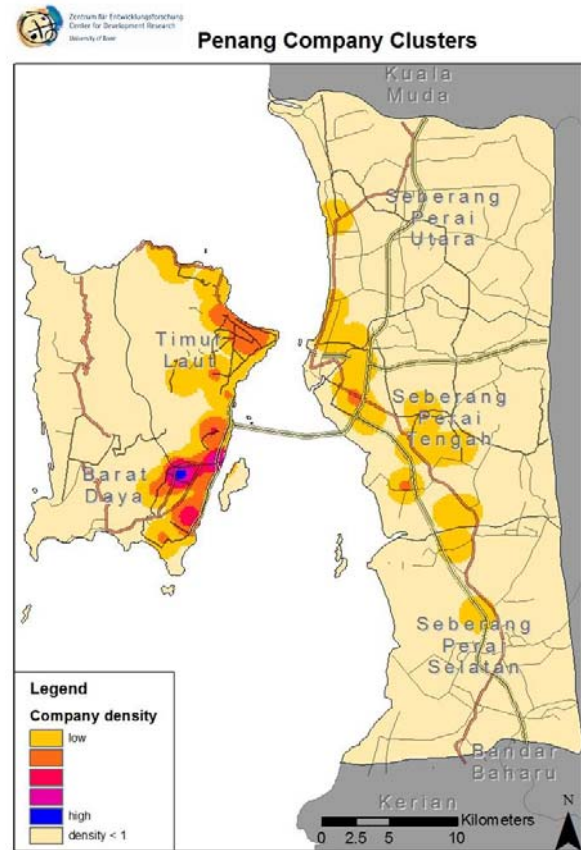 Zentrum für Entwicklungsforschung
Center for Development Research
University of Bonn
Penang Company Clusters
Kuala
Muda
Seberang
Perai
Utara
Timur
Laut
Seberang
Perai
Tengah
Barat
Daya
Seberang
Perai
Selatan
Legend
Company density
low
high
density < 1
Bandar
Baharu
Kerian
N
Kilometers
0 2.5 5 10